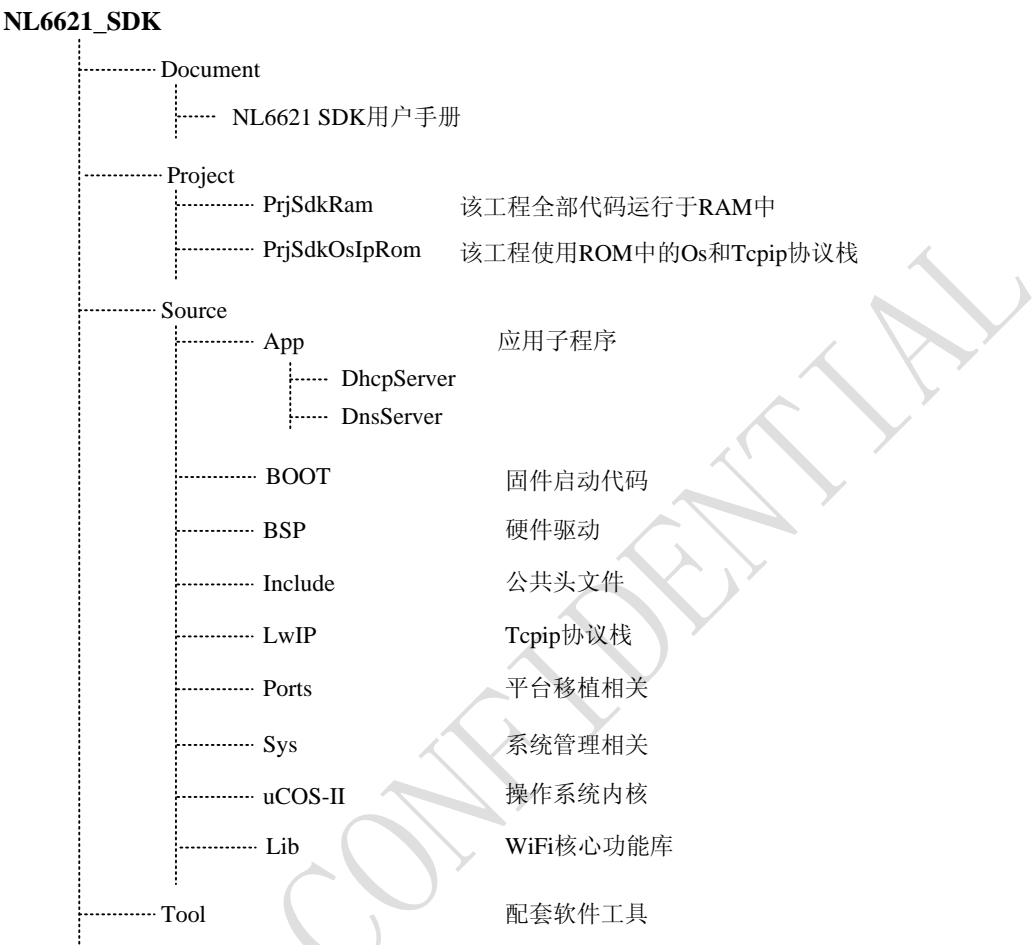 NL6621_SDK
Document
NL6621 SDK用户手册
Project
PrjSdkRam 该工程全部代码运行于RAM中
PrjSdkOsIpRom 该工程使用ROM中的Os和Tcpip协议栈
Source
App 应用子程序
DhcpServer
DnsServer
BOOT 固件启动代码
BSP 硬件驱动
Include 公共头文件
LwIP Tcpip协议栈
Ports 平台移植相关
Sys 系统管理相关
uCOS-II 操作系统内核
Lib WiFi核心功能库
Tool 配套软件工具
CONFIDENTIAL